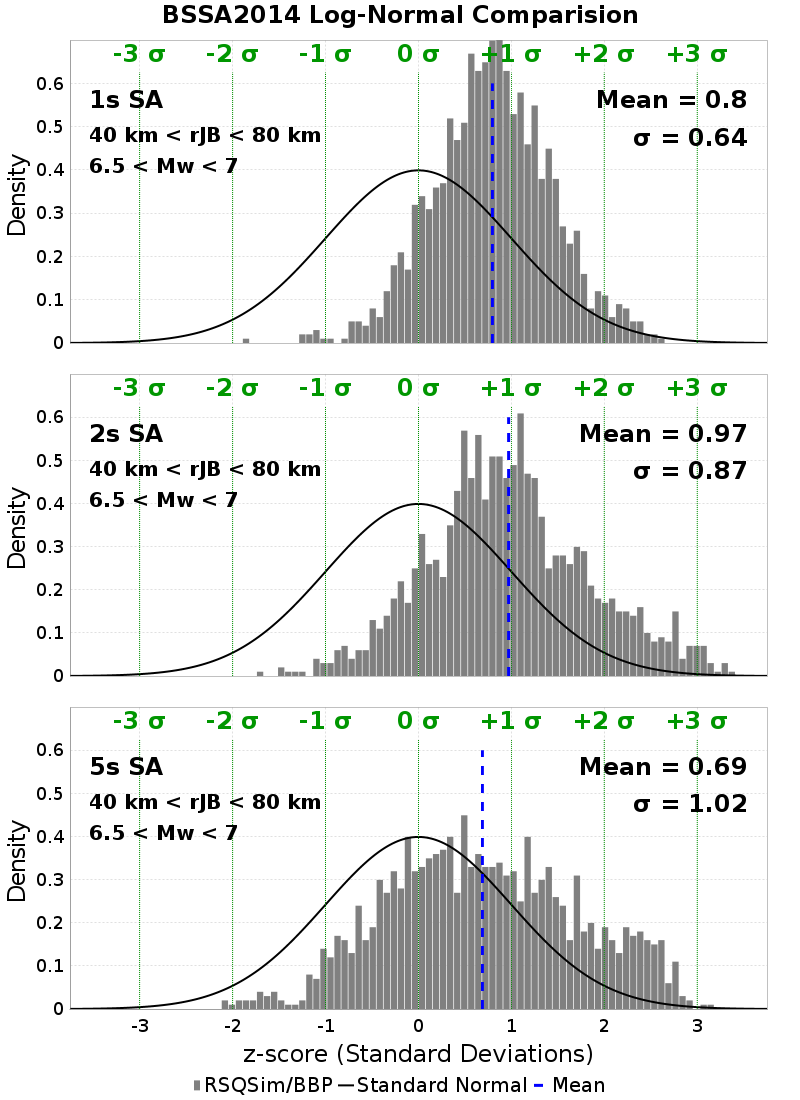 BSSA2014 Log-Normal Comparision
-3 σ -2 σ -1 σ 0 σ +1 σ +2 σ +3 σ
1s SA
Mean = 0.8
40 km < rJB < 80 km
σ = 0.64
6.5 < Mw < 7
Density
0.6
0.5
0.4
0.3
0.2
0.1
0
-3 σ -2 σ -1 σ 0 σ +1 σ +2 σ +3 σ
2s SA
Mean = 0.97
40 km < rJB < 80 km
σ = 0.87
6.5 < Mw < 7
Density
0.6
0.5
0.4
0.3
0.2
0.1
0
-3 σ -2 σ -1 σ 0 σ +1 σ +2 σ +3 σ
5s SA
Mean = 0.69
40 km < rJB < 80 km
σ = 1.02
6.5 < Mw < 7
Density
0.6
0.5
0.4
0.3
0.2
0.1
0
-3 -2 -1 0 1 2 3
z-score (Standard Deviations)
RSQSim/BBP Standard Normal Mean